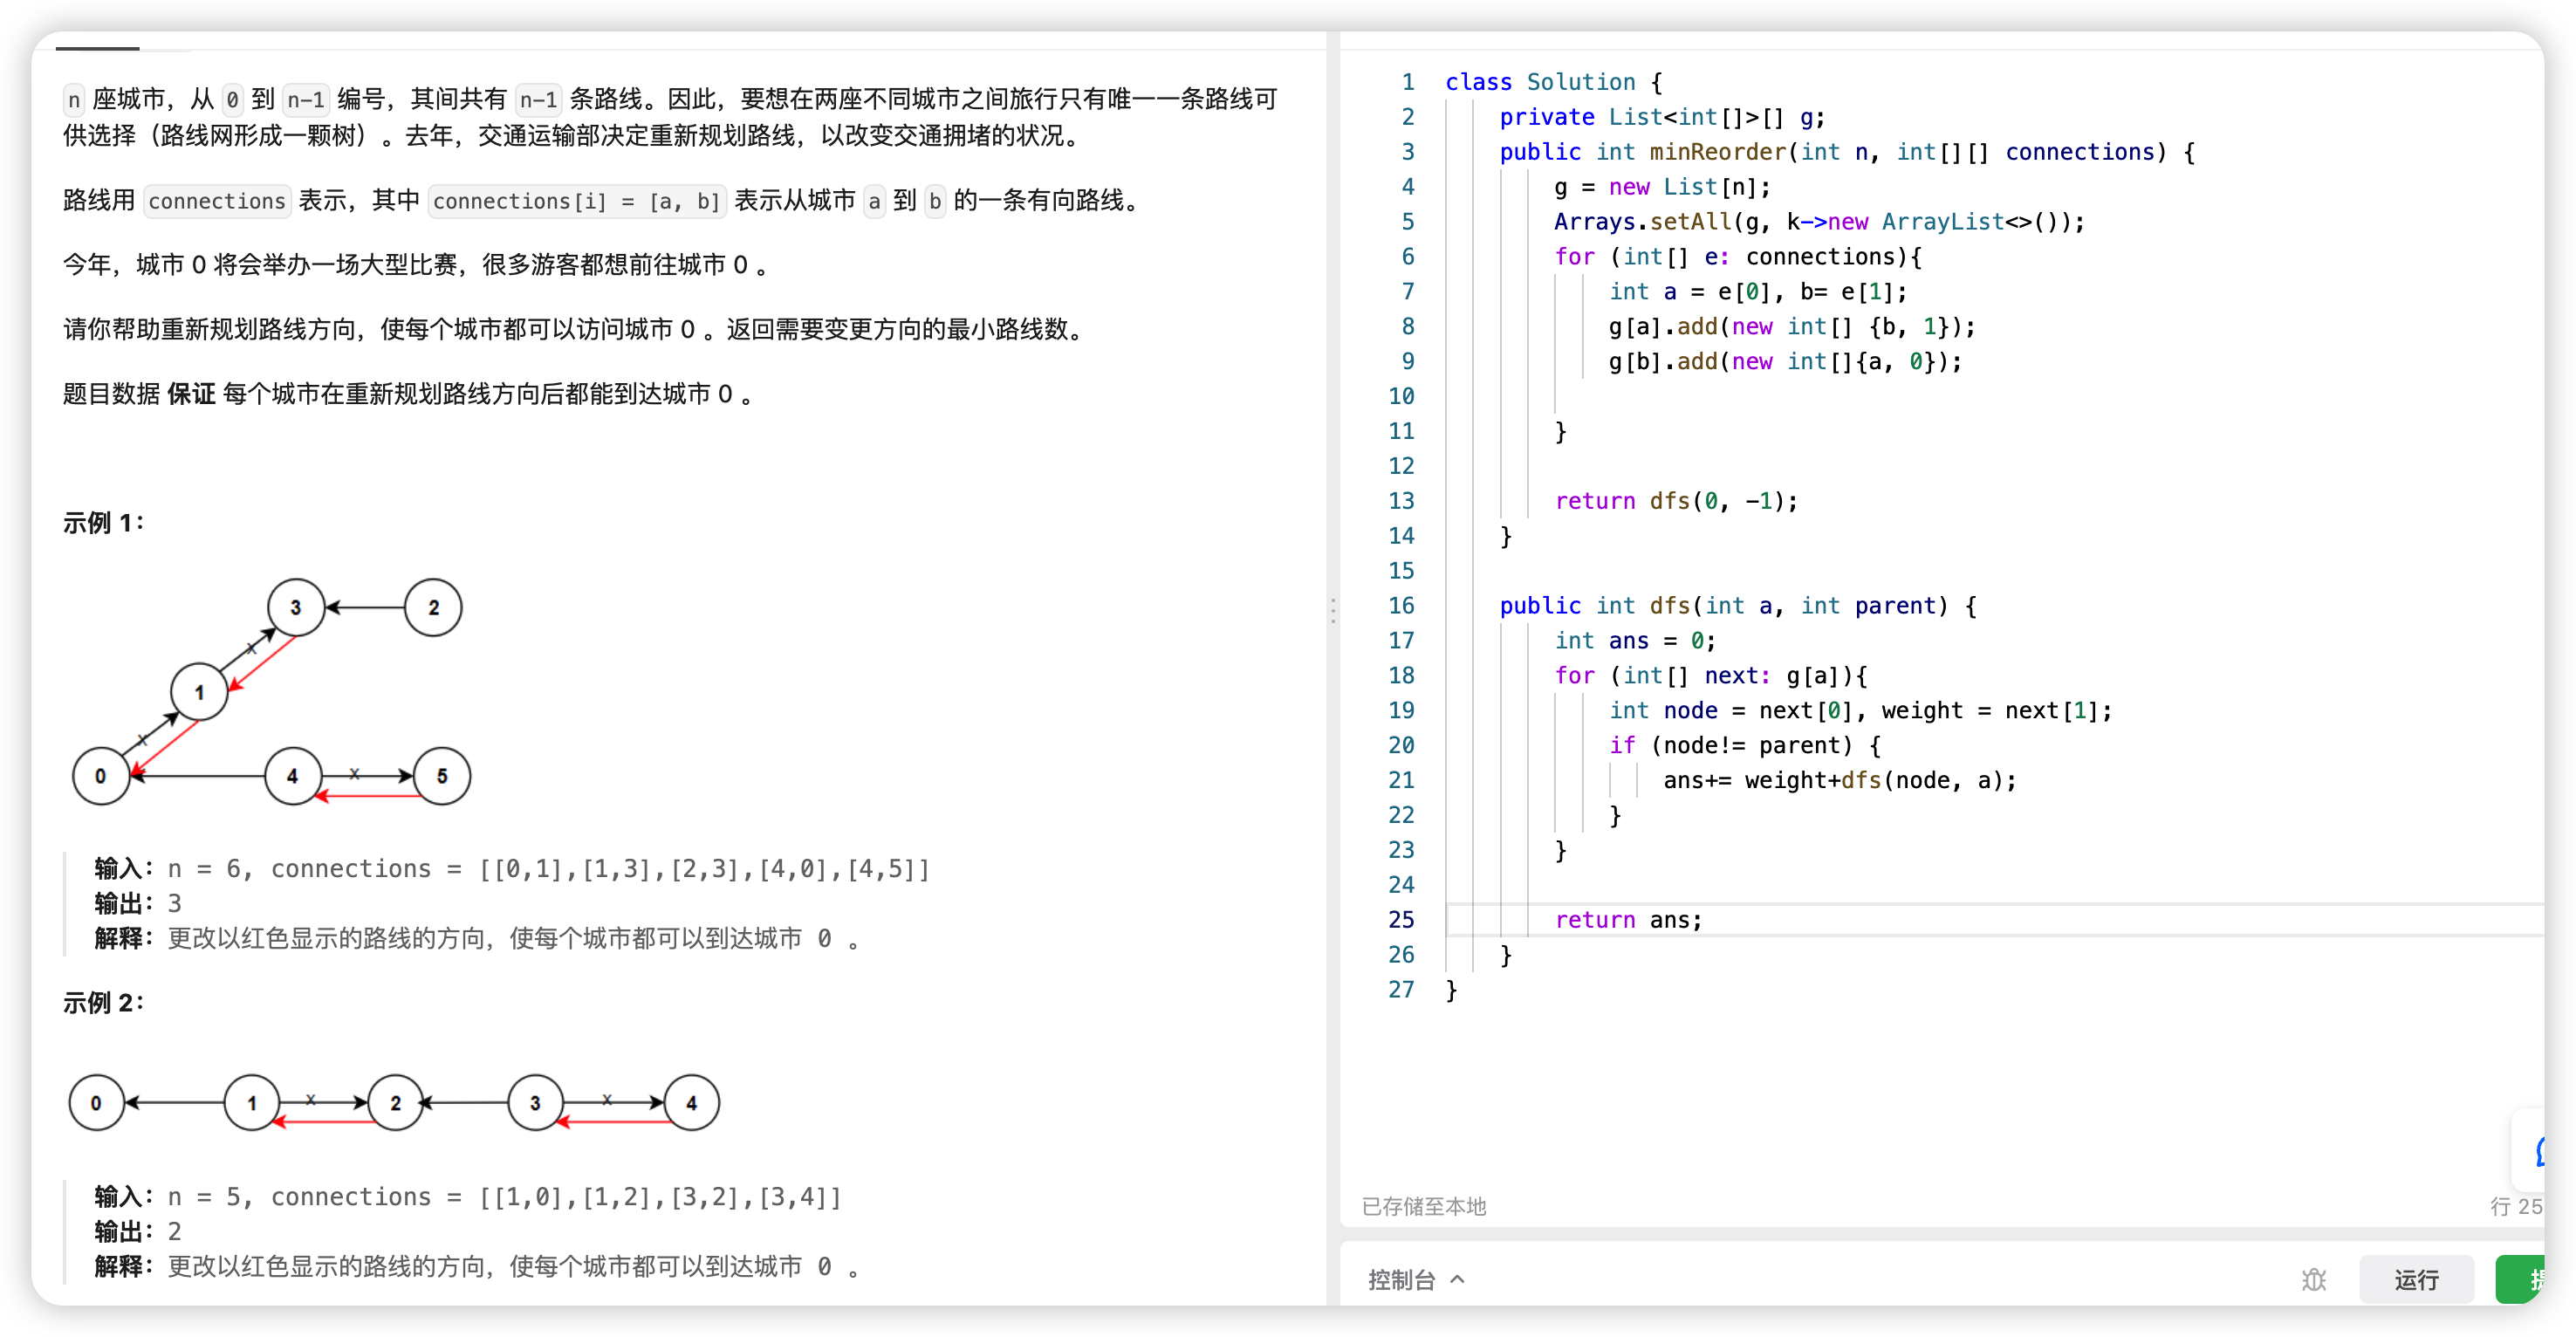 n 座城市，从 0 到 n-1 编号，其间共有 n-1 条路线。因此，要想在两座不同城市之间旅行只有唯一一条路线可
供选择（路线网形成一颗树）。去年，交通运输部决定重新规划路线，以改变交通拥堵的状况。
路线用 connections 表示，其中 connections[i] = [a, b] 表示从城市 a 到 b 的一条有向路线。
今年，城市 0 将会举办一场大型比赛，很多游客都想前往城市 0 。
请你帮助重新规划路线方向，使每个城市都可以访问城市 0 。返回需要变更方向的最小路线数。
题目数据 保证 每个城市在重新规划路线方向后都能到达城市 0 。
示例 1：
3 2
x
1
x
0 4 x 5
输入：n = 6, connections = [[0,1],[1,3],[2,3],[4,0],[4,5]]
输出：3
解释：更改以红色显示的路线的方向，使每个城市都可以到达城市 0 。
示例 2：
0 1 x 2 3 x 4
输入：n = 5, connections = [[1,0],[1,2],[3,2],[3,4]]
输出：2
解释：更改以红色显示的路线的方向，使每个城市都可以到达城市 0 。
1 class Solution {
2 private List<int[]>[] g;
3 public int minReorder(int n, int[][] connections) {
4 g = new List[n];
5 Arrays.setAll(g, k->new ArrayList<>());
6 for (int[] e: connections){
7 int a = e[0], b= e[1];
8 g[a].add(new int[] {b, 1});
9 g[b].add(new int[]{a, 0});
10
11 }
12
13 return dfs(0, -1);
14 }
15
16 public int dfs(int a, int parent) {
17 int ans = 0;
18 for (int[] next: g[a]){
19 int node = next[0], weight = next[1];
20 if (node!= parent) {
21 ans+= weight+dfs(node, a);
22 }
23 }
24
25 return ans;
26 }
27 }
已存储至本地
行 25
控制台
运行